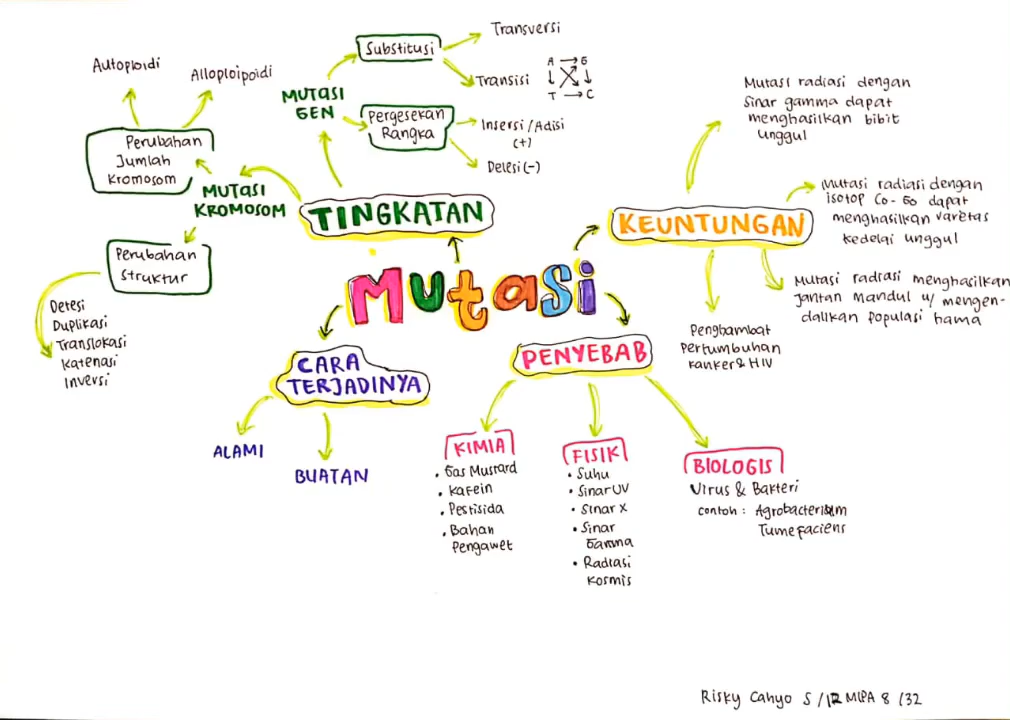 Mutasi
TINGKATAN
MUTASI
GEN
Substitusi
Transversi
Transisi
A → G
T → C
Pergesekan
Rangka
Insersi / Adisi
(+)
Delesi (-)
MUTASI
KROMOSOM
Perubahan
Jumlah
Kromosom
Autoploidi
Alloploipoidi
Perubahan
Struktur
Detesi
Duplikasi
Translokasi
Katenasi
Inversi
KEUNTUNGAN
Mutasi radiasi dengan
Sinar gamma dapat
menghasilkan bibit
Unggul
Mutasi radiasi dengan
isotop Co-60 dapat
menghasilkan varietas
kedelai unggul
Mutasi radiasi menghasilkan
Jantan Mandul u/ mengen-
dalikan populasi hama
Penghambat
Pertumbuhan
Kanker & HIV
CARA
TERJADINYA
ALAMI
BUATAN
PENYEBAB
KIMIA
• Gas Mustard
• Kafein
• Pestisida
• Bahan
Pengawet
FISIK
• Suhu
• Sinar UV
• Sinar X
• Sinar
Gamma
• Radiasi
Kosmis
BIOLOGIS
Virus & Bakteri
contoh : Agrobacterium
Tumefaciens
Risky Cahyo S /12 MIPA 8 /32